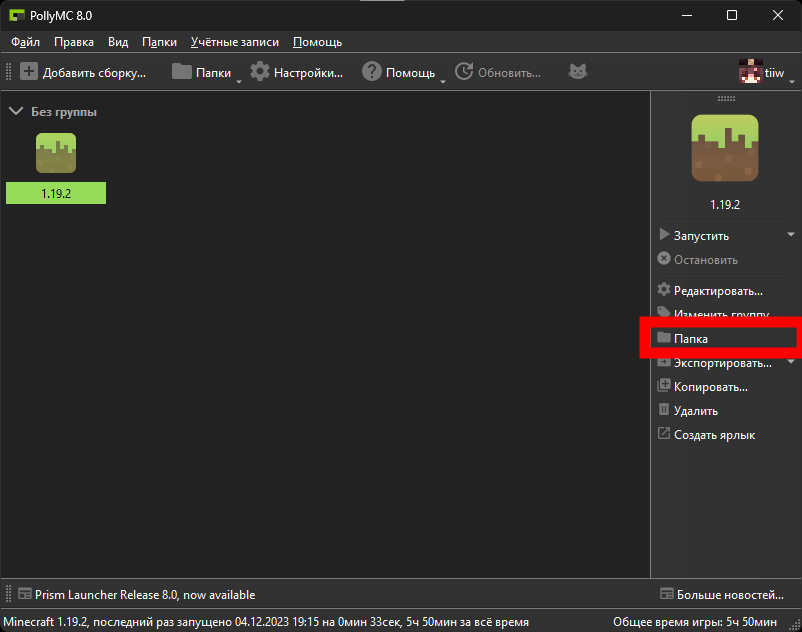 PollyMC 8.0
Файл Правка Вид Папки Учётные записи Помощь
Добавить сборку... Папки Настройки... Помощь Обновить... tiiw
Без группы
1.19.2
1.19.2
Запустить
Остановить
Редактировать...
Изменить группу
Папка
Экспортировать...
Копировать...
Удалить
Создать ярлык
Prism Launcher Release 8.0, now available Больше новостей...
Minecraft 1.19.2, последний раз запущено 04.12.2023 19:15 на 0мин 33сек, 5ч 50мин за всё время Общее время игры: 5ч 50мин